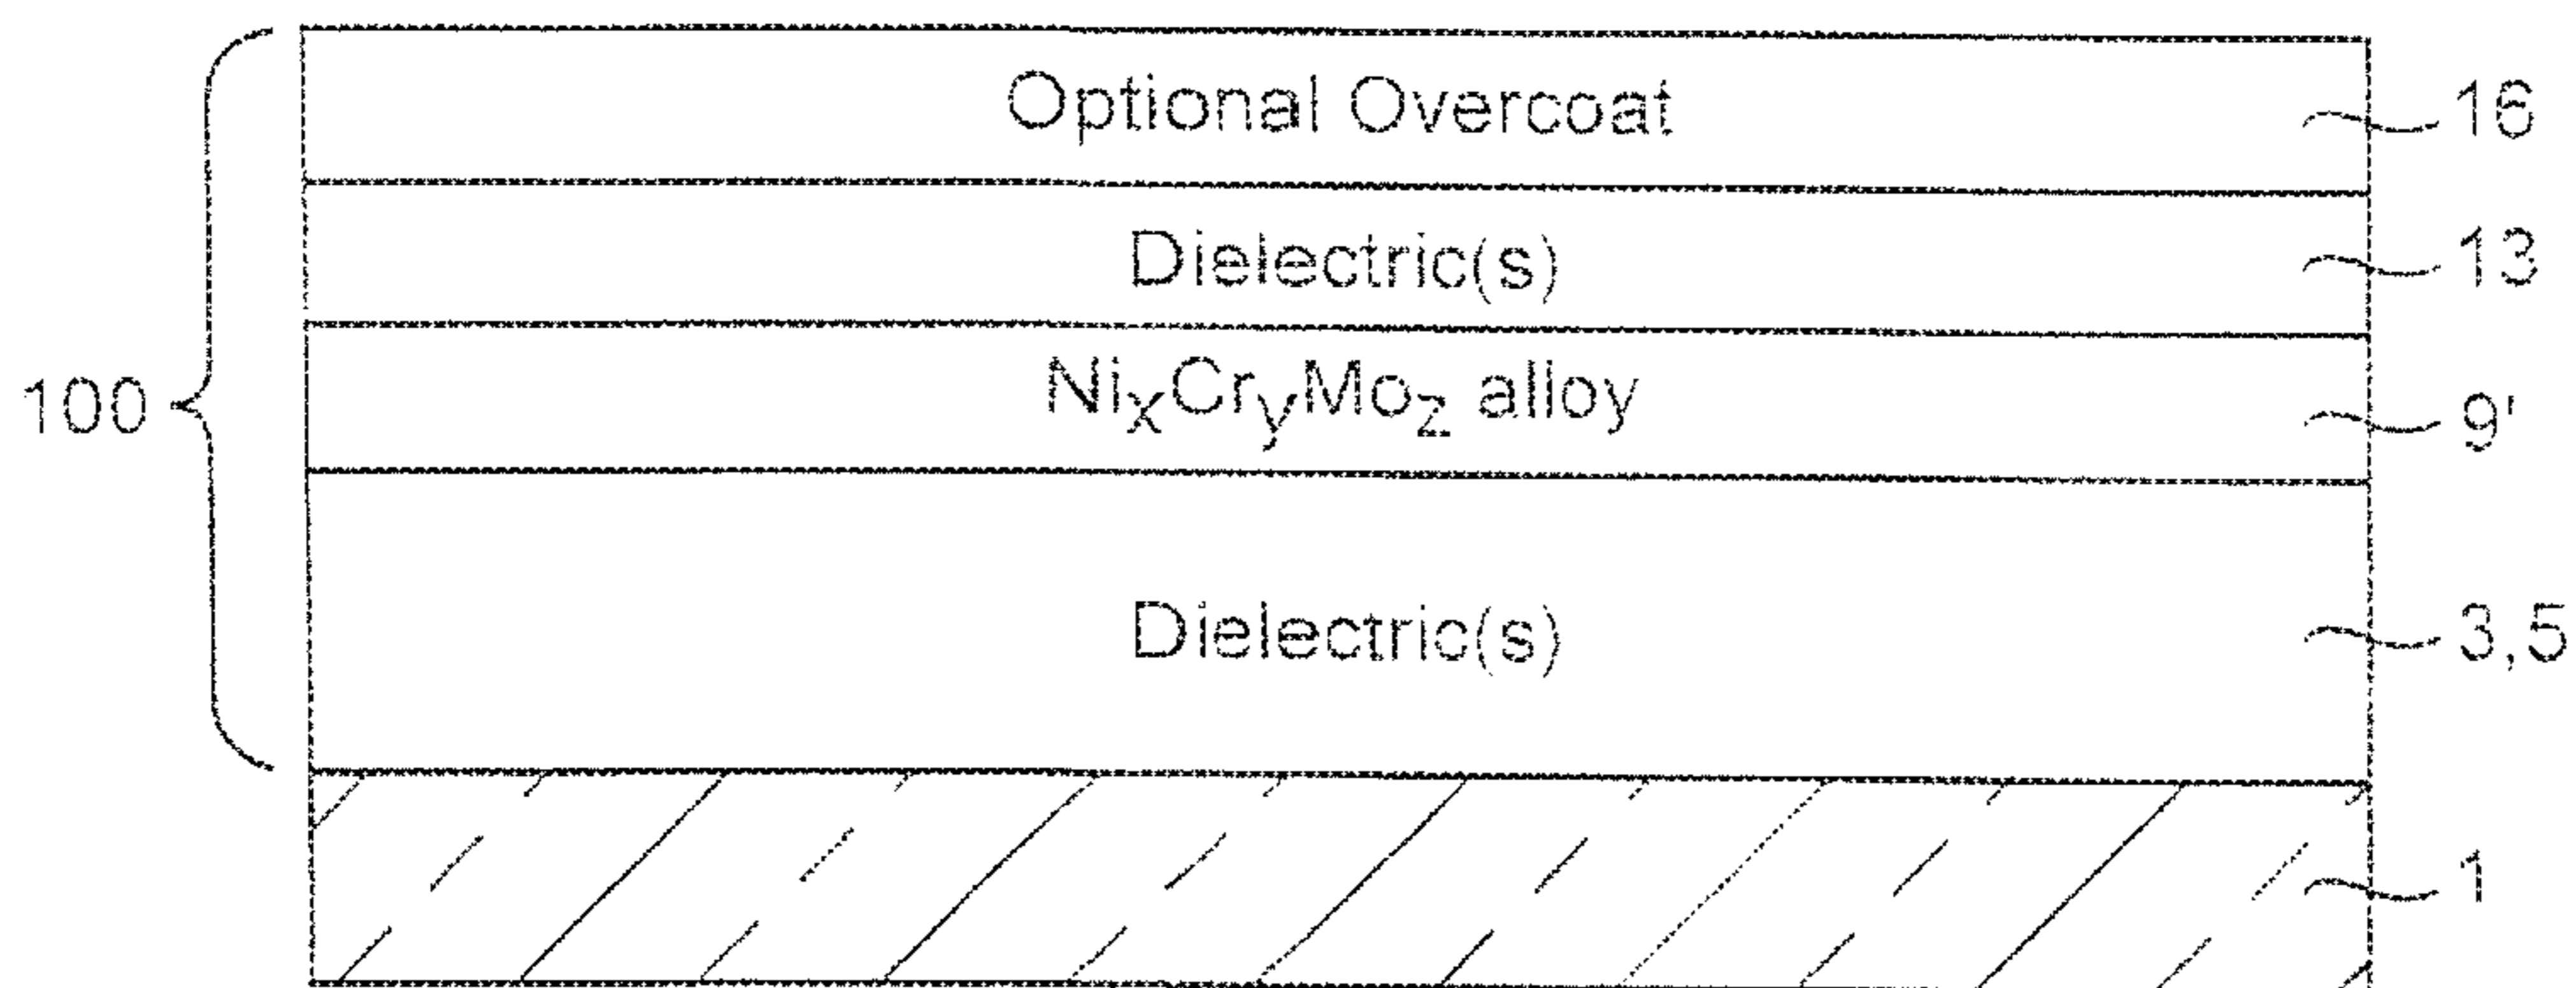 Optional Overcoat 16
Dielectric(s) 13
100 NixCryMoz alloy 9'
Dielectric(s) 3,5
1